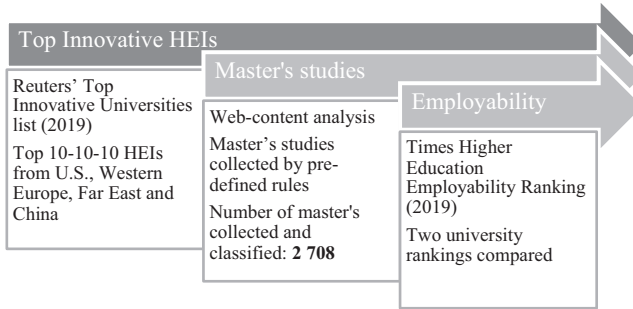 Top Innovative HEIs
Reuters’ Top
Innovative Universities
list (2019)
Top 10-10-10 HEIs
from U.S., Western
Europe, Far East and
China
Master's studies
Web-content analysis
Master’s studies
collected by pre-
defined rules
Number of master's
collected and
classified: 2 708
Employability
Times Higher
Education
Employability Ranking
(2019)
Two university
rankings compared